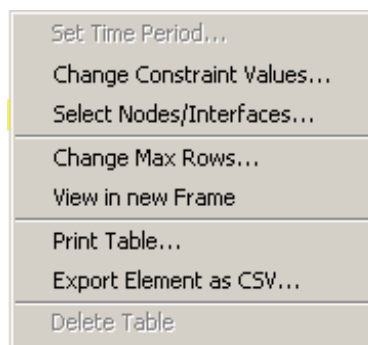 Set Time Period...
Change Constraint Values...
Select Nodes/Interfaces...
Change Max Rows...
View in new Frame
Print Table...
Export Element as CSV...
Delete Table